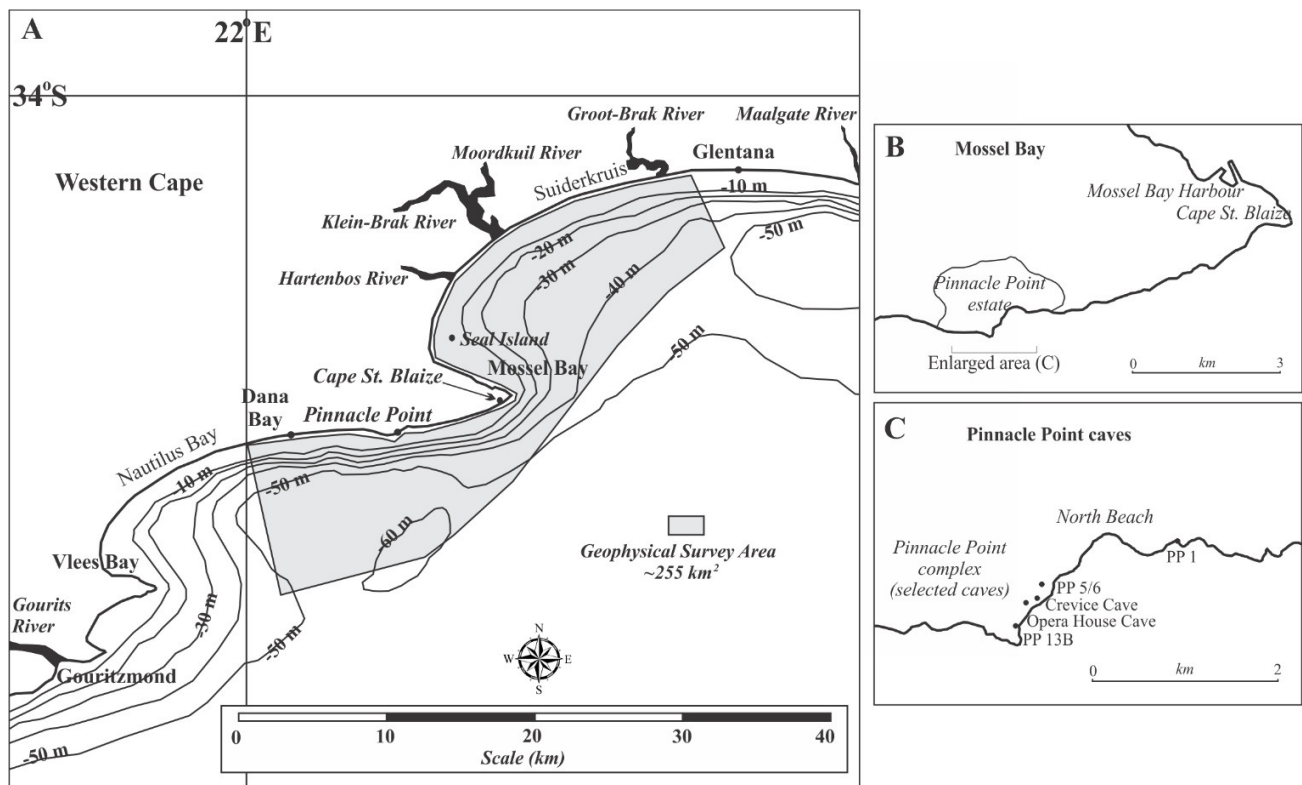 A
22°E
34°S
Groot-Brak River
Maalgate River
Glentana
Moordkuil River
Suiderkruis
-10 m
Western Cape
Klein-Brak River
-50 m
-20 m
Hartenbos River
-30 m
-40 m
Seal Island
-50 m
Mossel Bay
Cape St. Blaize
Dana
Bay
Pinnacle Point
Nautilus Bay
-10 m
-50 m
-60 m
Geophysical Survey Area
~255 km²
Vlees Bay
Gourits
River
-30 m
-50 m
Gouritzmond
N
W
E
S
-50 m
0
10
20
30
40
Scale (km)
B
Mossel Bay
Mossel Bay Harbour
Cape St. Blaize
Pinnacle Point
estate
Enlarged area (C)
0
km
3
C
Pinnacle Point caves
North Beach
Pinnacle Point
complex
(selected caves)
PP 1
PP 5/6
Crevice Cave
Opera House Cave
PP 13B
0
km
2